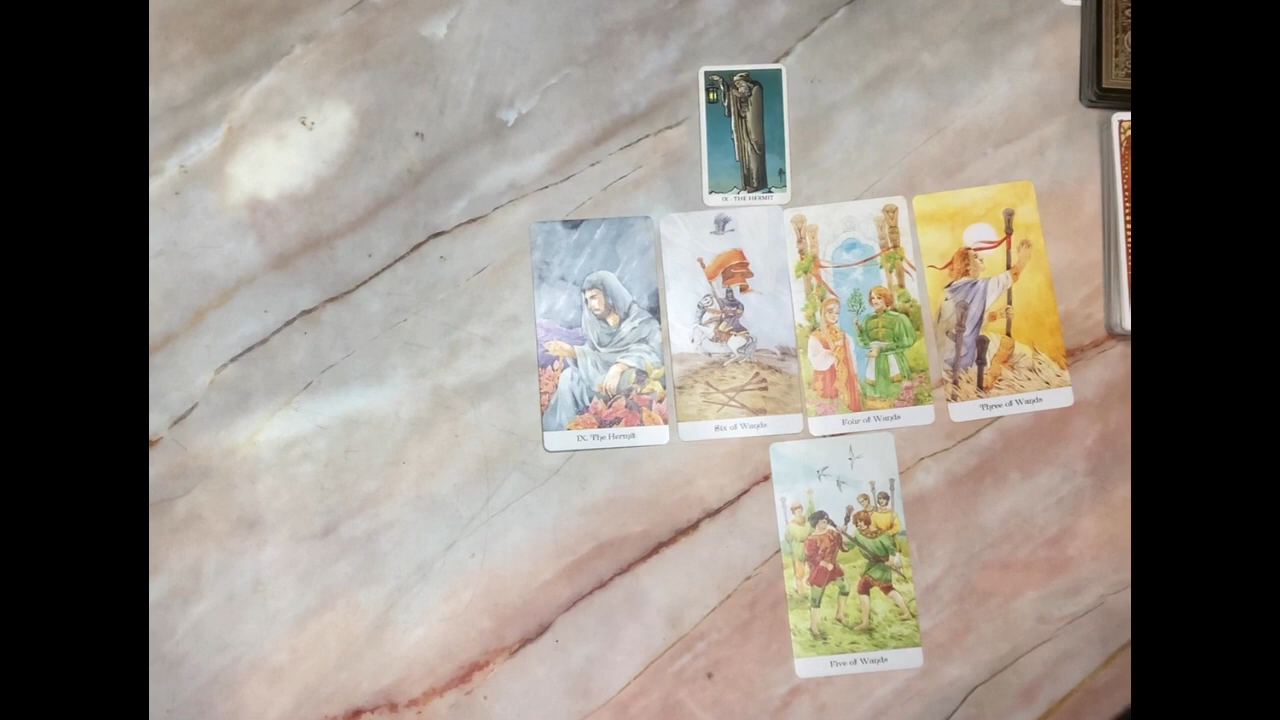 IX · THE HERMIT
IX. The Hermit
Six of Wands
Four of Wands
Three of Wands
Five of Wands